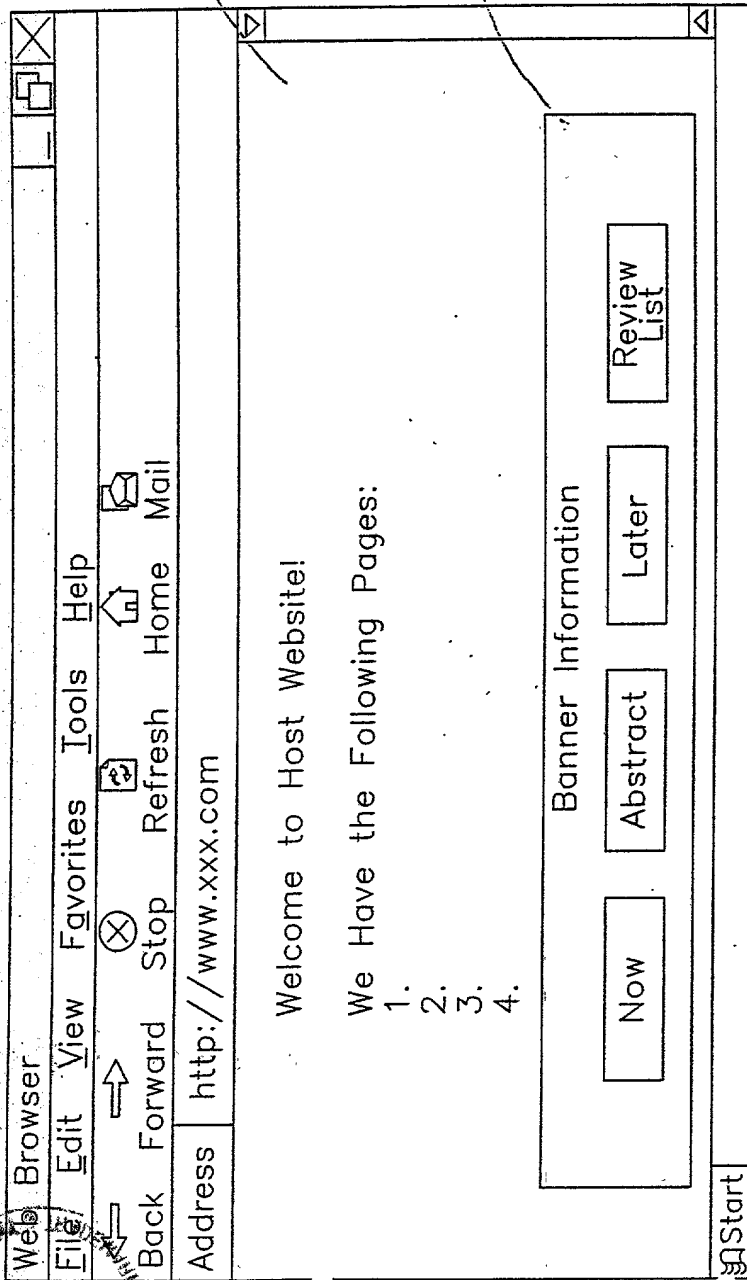 Web Browser
File Edit View Favorites Tools Help
Back Forward Stop Refresh Home Mail
Address http://www.xxx.com
Welcome to Host Website!
We Have the Following Pages:
1.
2.
3.
4.
Banner Information
Now Abstract Later Review
List
Start